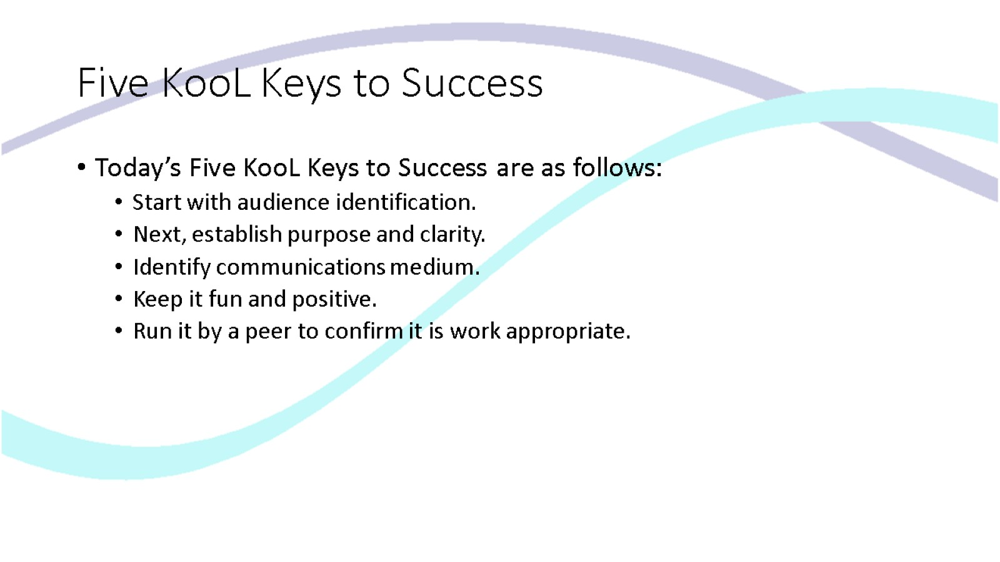 Five KooL Keys to Success
• Today’s Five KooL Keys to Success are as follows:
• Start with audience identification.
• Next, establish purpose and clarity.
• Identify communications medium.
• Keep it fun and positive.
• Run it by a peer to confirm it is work appropriate.